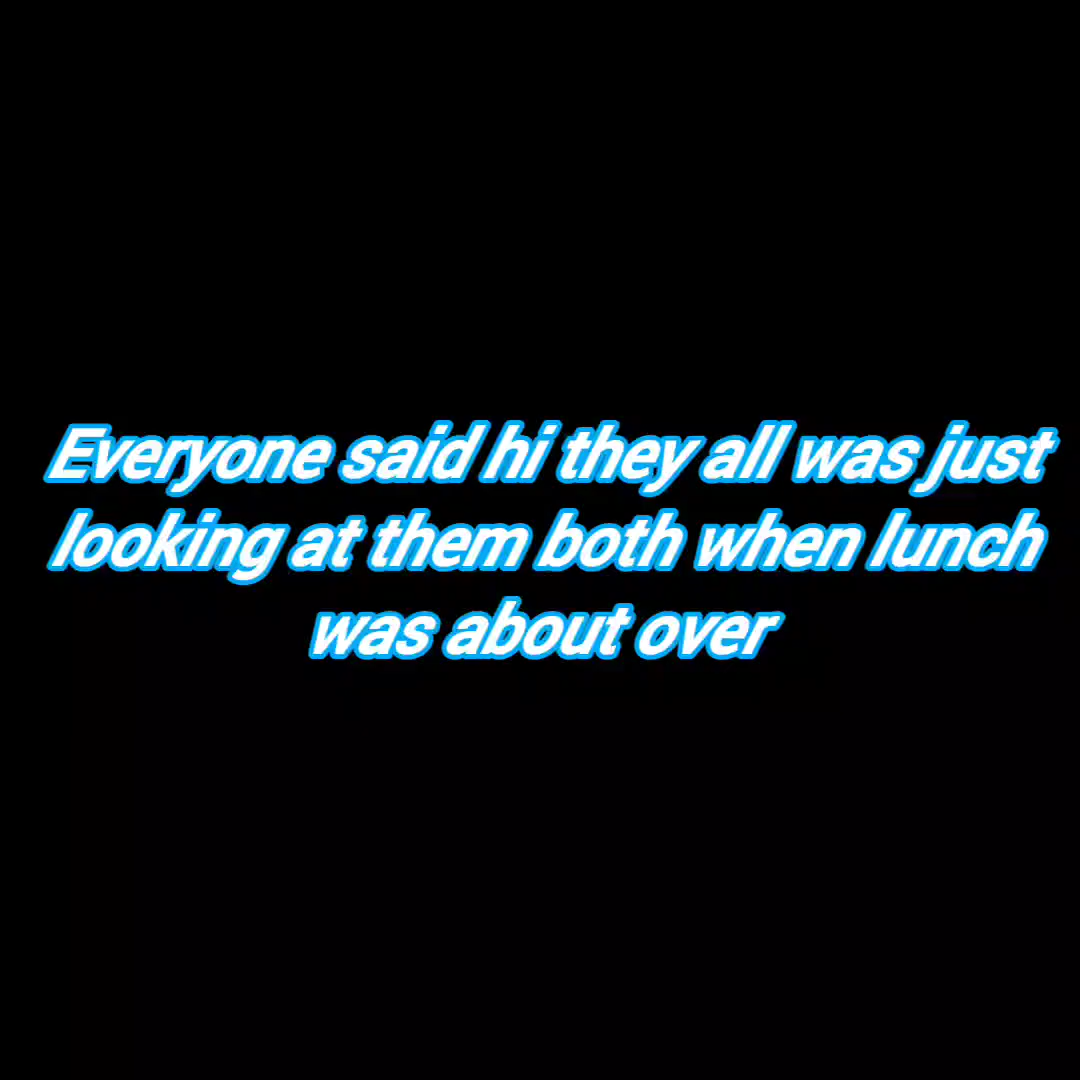 Everyone said hi they all was just
looking at them both when lunch
was about over